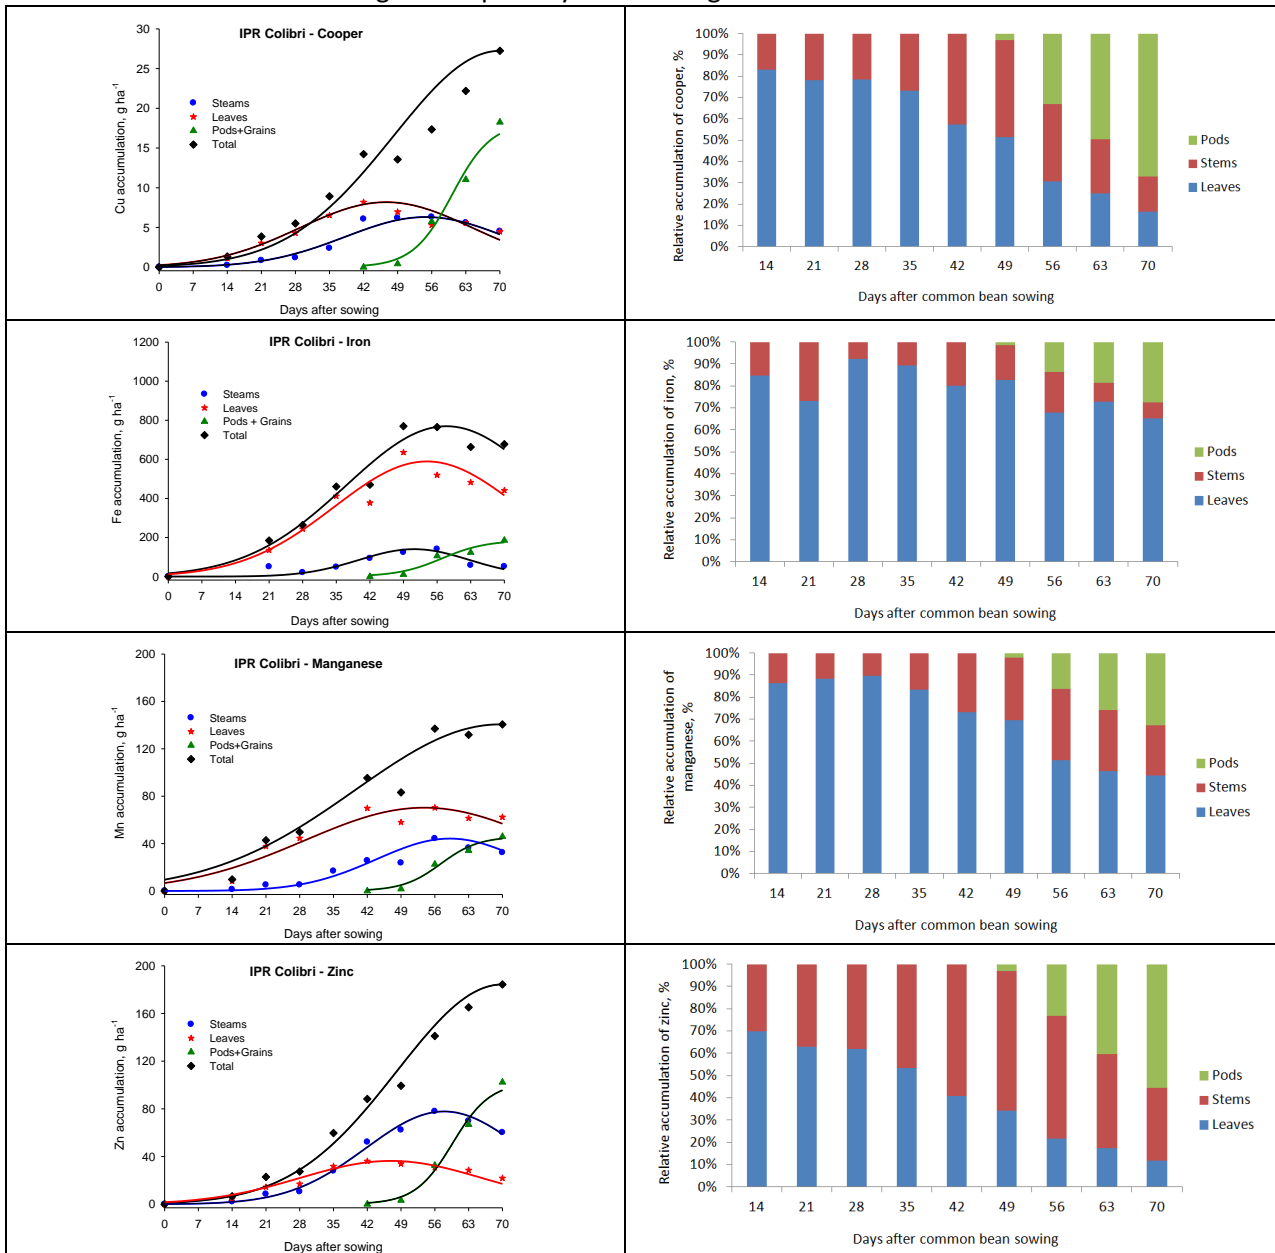 IPR Colibri - Cooper
30
25
20
15
10
5
0
Cu accumulation, g ha-1
Steams
Leaves
Pods+Grains
Total
0 7 14 21 28 35 42 49 56 63 70
Days after sowing
100%
90%
80%
70%
60%
50%
40%
30%
20%
10%
0%
Relative accumulation of cooper, %
Pods
Stems
Leaves
14 21 28 35 42 49 56 63 70
Days after common bean sowing
IPR Colibri - Iron
1200
1000
800
600
400
200
0
Fe accumulation, g ha-1
Steams
Leaves
Pods + Grains
Total
0 7 14 21 28 35 42 49 56 63 70
Days after sowing
100%
90%
80%
70%
60%
50%
40%
30%
20%
10%
0%
Relative accumulation of iron, %
Pods
Stems
Leaves
14 21 28 35 42 49 56 63 70
Days after common bean sowing
IPR Colibri - Manganese
200
160
120
80
40
0
Mn accumulation, g ha-1
Steams
Leaves
Pods+Grains
Total
0 7 14 21 28 35 42 49 56 63 70
Days after sowing
100%
90%
80%
70%
60%
50%
40%
30%
20%
10%
0%
Relative accumulation of
manganese, %
Pods
Stems
Leaves
14 21 28 35 42 49 56 63 70
Days after common bean sowing
IPR Colibri - Zinc
200
160
120
80
40
0
Zn accumulation, g ha-1
Steams
Leaves
Pods+Grains
Total
0 7 14 21 28 35 42 49 56 63 70
Days after sowing
100%
90%
80%
70%
60%
50%
40%
30%
20%
10%
0%
Relative accumulation of zinc, %
Pods
Stems
Leaves
14 21 28 35 42 49 56 63 70
Days after common bean sowing